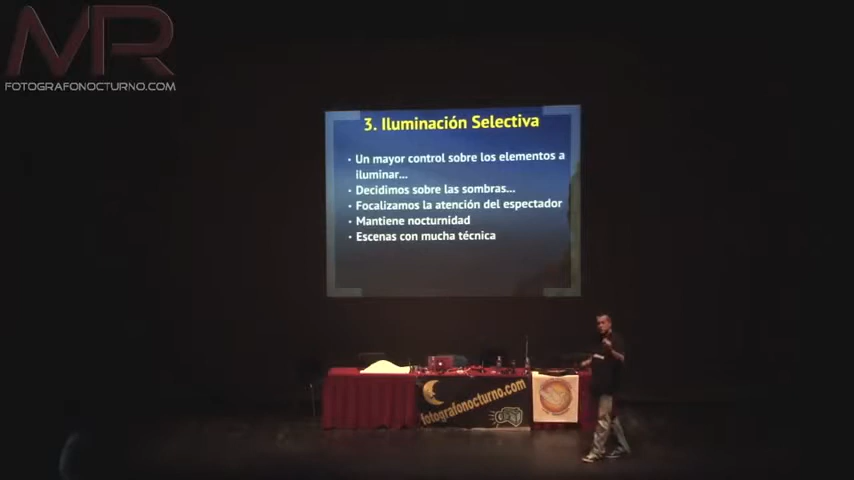 MR
FOTOGRAFONOCTURNO.COM
3. Iluminación Selectiva
• Un mayor control sobre los elementos a
iluminar...
• Decidimos sobre las sombras...
• Focalizamos la atención del espectador
• Mantiene nocturnidad
• Escenas con mucha técnica
fotografonocturno.com